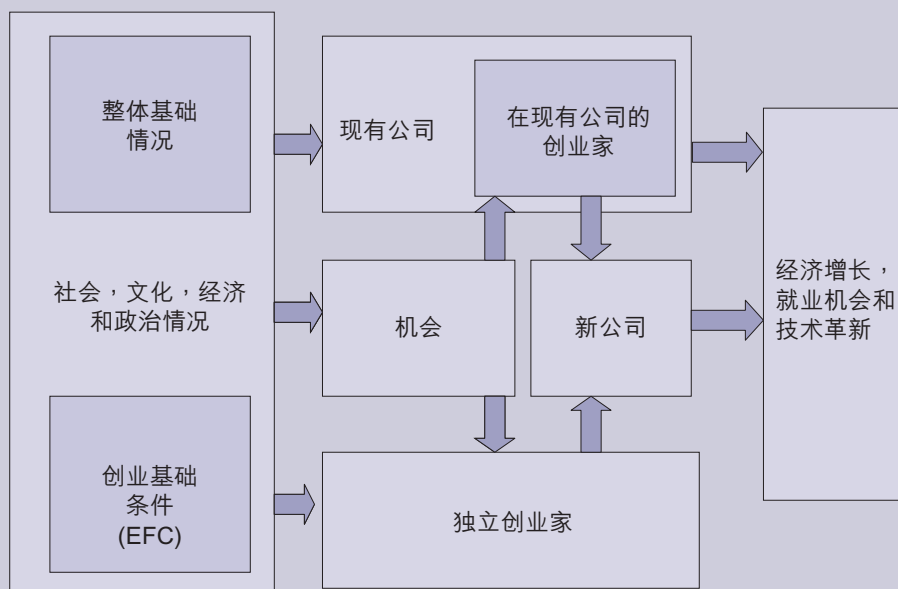 整体基础
情况
社会，文化，经济
和政治情况
创业基础
条件
(EFC)
现有公司
在现有公司的
创业家
机会
新公司
独立创业家
经济增长，
就业机会和
技术革新